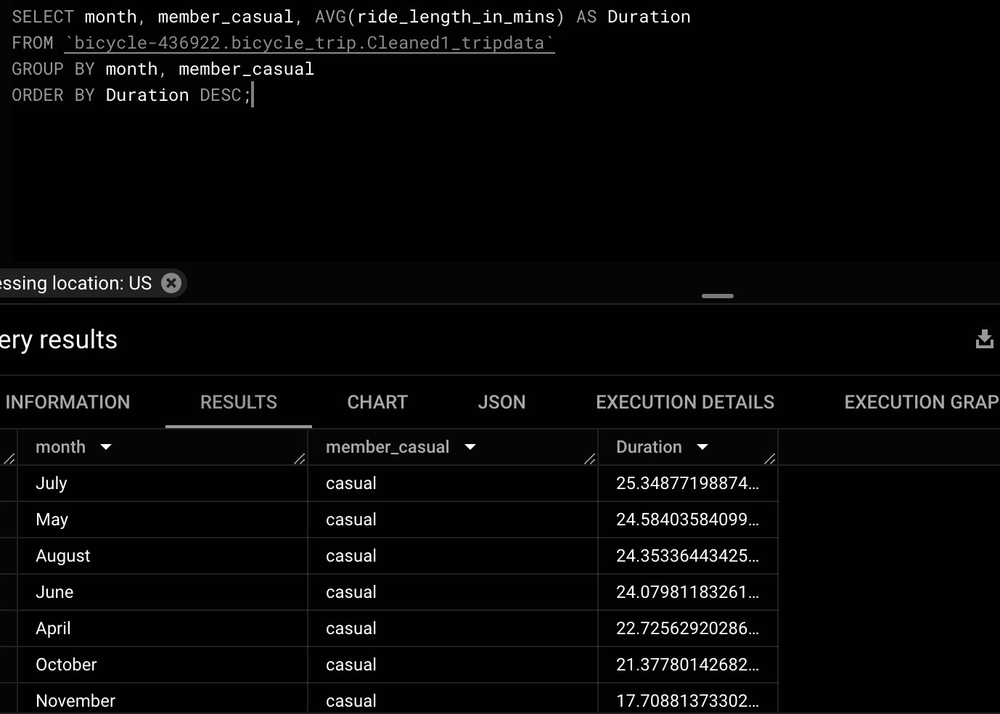 SELECT month, member_casual, AVG(ride_length_in_mins) AS Duration
FROM `bicycle-436922.bicycle_trip.Cleaned1_tripdata`
GROUP BY month, member_casual
ORDER BY Duration DESC;
essing location: US
ery results
INFORMATION RESULTS CHART JSON EXECUTION DETAILS EXECUTION GRAP
month member_casual Duration
July casual 25.34877198874...
May casual 24.58403584099...
August casual 24.35336443425...
June casual 24.07981183261...
April casual 22.72562920286...
October casual 21.37780142682...
November casual 17.70881373302...